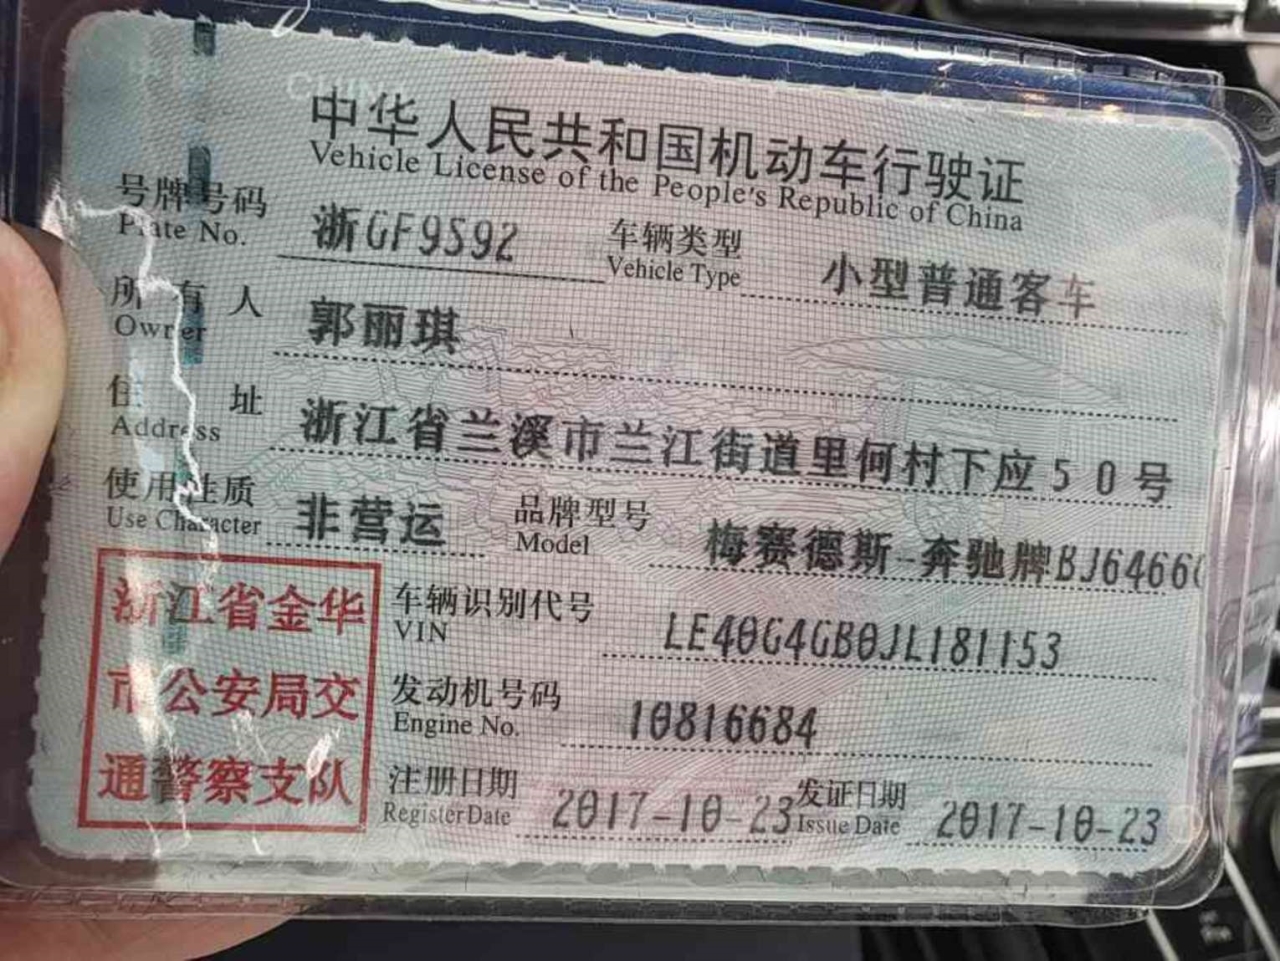 中华人民共和国机动车行驶证
Vehicle License of the People's Republic of China
号牌号码 浙GF9592 车辆类型 小型普通客车
Plate No. Vehicle Type
所有人 郭丽琪
Owner
住址 浙江省兰溪市兰江街道里何村下应50号
Address
使用性质 非营运 品牌型号 梅赛德斯-奔驰牌BJ6466
Use Character Model
浙江省金华
市公安局交
通警察支队
车辆识别代号 LE40G4GB0JL181153
VIN
发动机号码 10816684
Engine No.
注册日期 2017-10-23 发证日期 2017-10-23
Register Date Issue Date